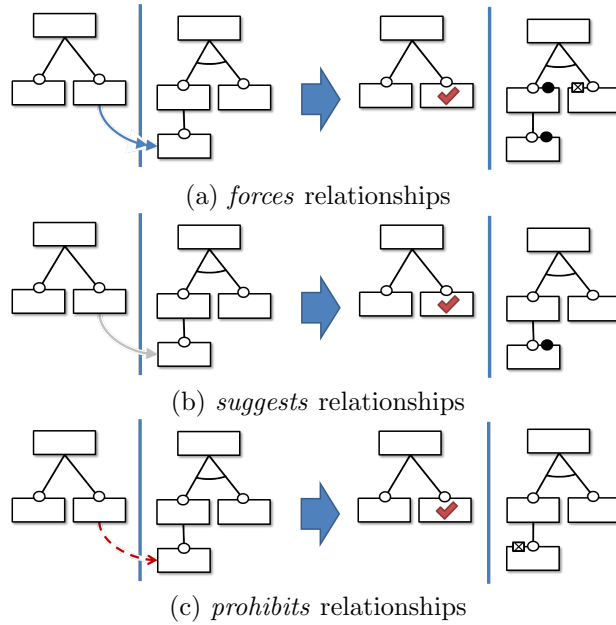 (a) forces relationships
(b) suggests relationships
(c) prohibits relationships